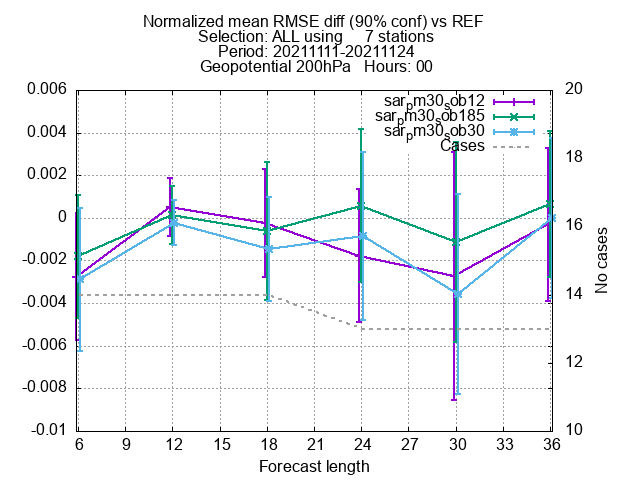 Normalized mean RMSE diff (90% conf) vs REF
Selection: ALL using     7 stations
Period: 20211111-20211124
Geopotential 200hPa   Hours: 00
0.006
0.004
0.002
0
-0.002
-0.004
-0.006
-0.008
-0.01
sarpm30sob12
sarpm30sob185
sarpm30sob30
Cases
20
18
16
14
12
10
No cases
6 9 12 15 18 21 24 27 30 33 36
Forecast length